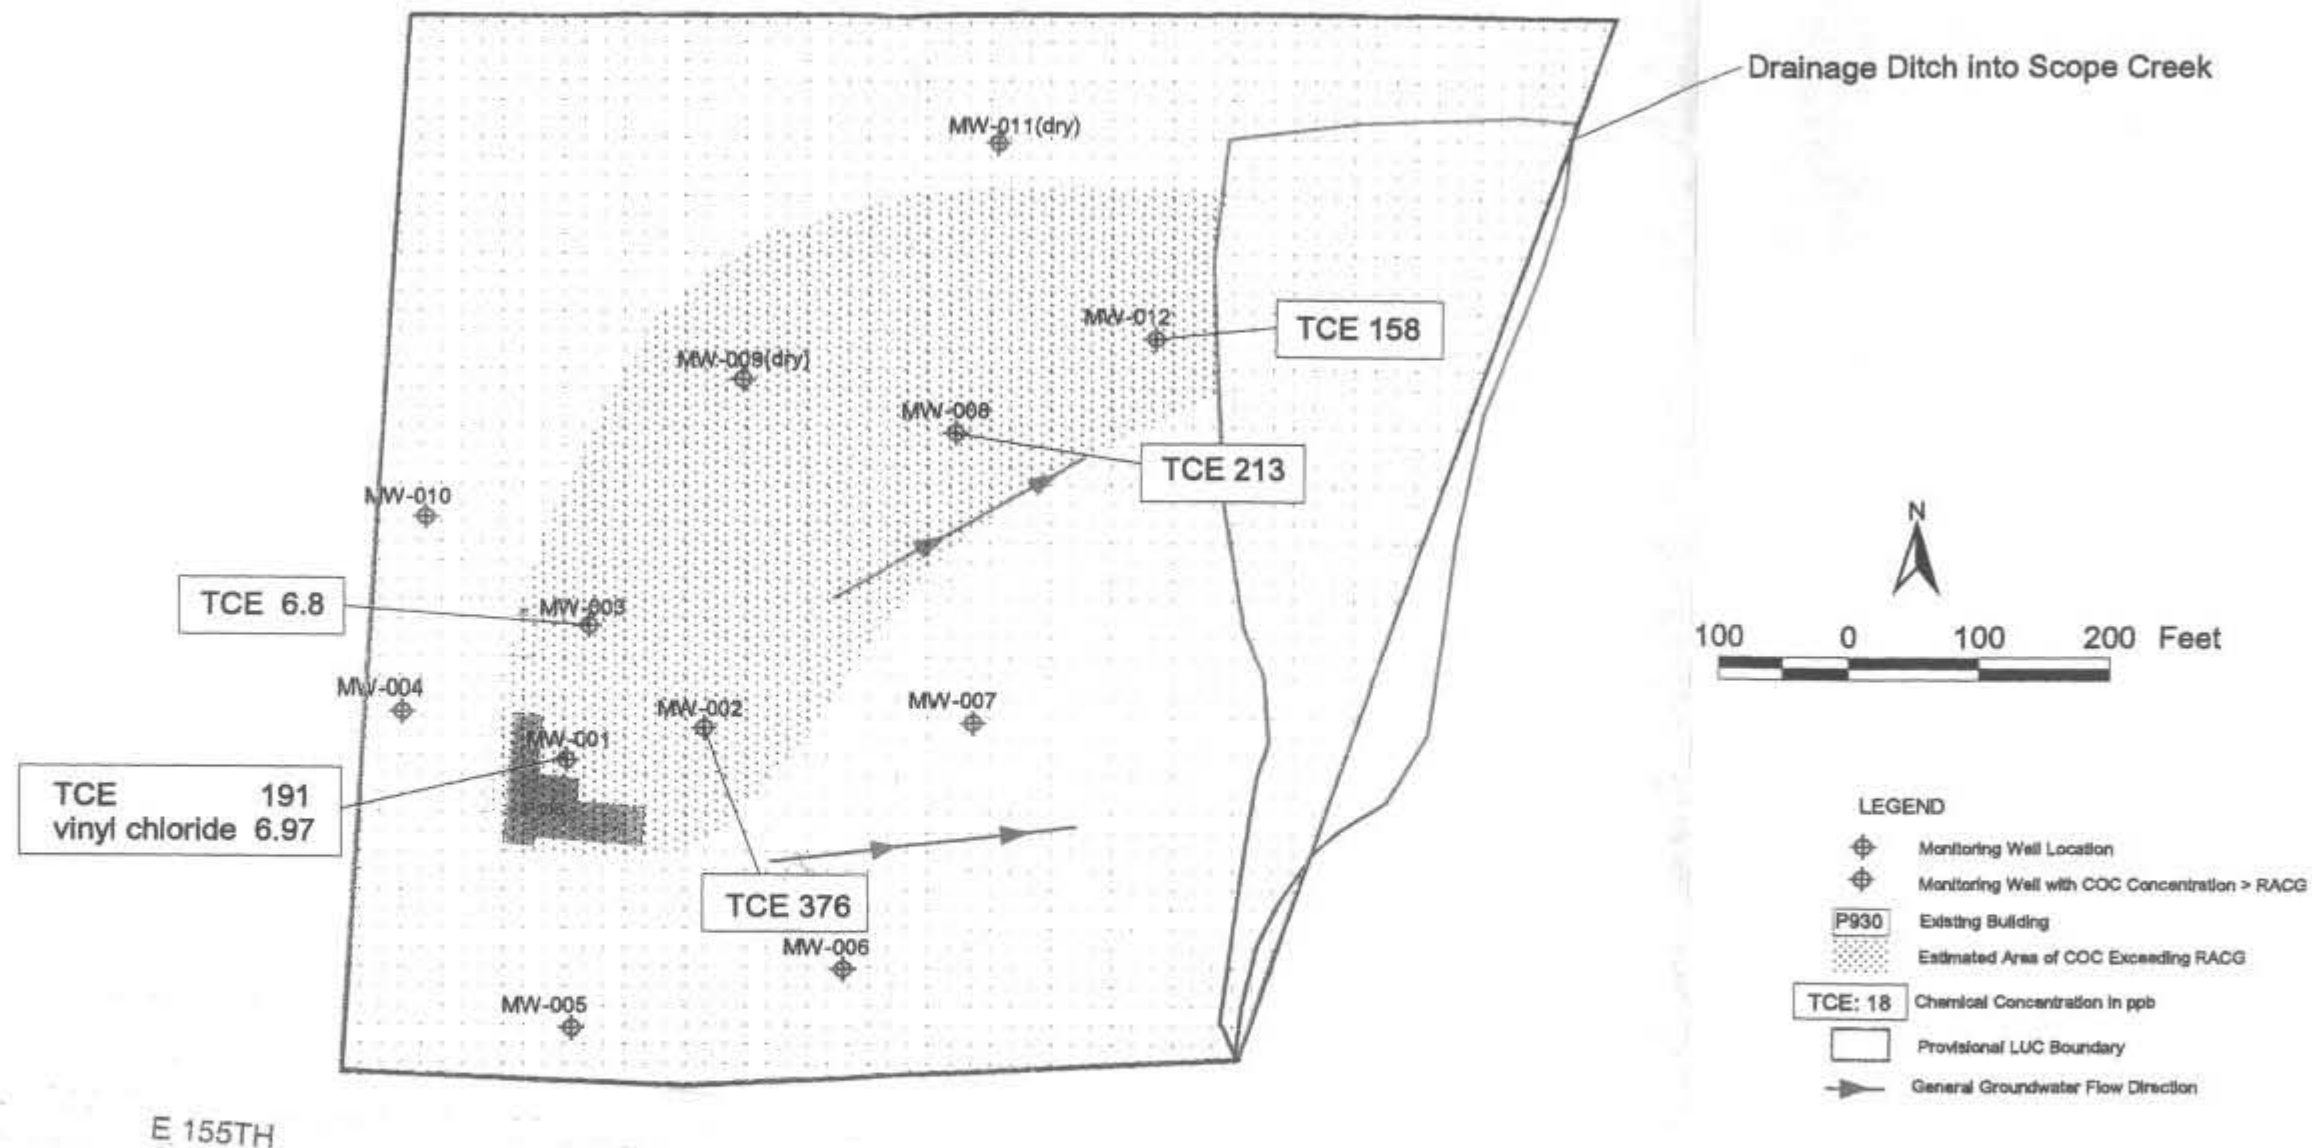 Drainage Ditch into Scope Creek
MW-011(dry)
MW-012
TCE 158
MW-009(dry)
MW-008
TCE 213
MW-010
TCE 6.8
MW-003
MW-004
MW-002
MW-007
MW-001
TCE 191
vinyl chloride 6.97
TCE 376
MW-006
MW-005
E 155TH
N
100 0 100 200 Feet
LEGEND
Monitoring Well Location
Monitoring Well with COC Concentration > RACG
P930 Existing Building
Estimated Area of COC Exceeding RACG
TCE: 18 Chemical Concentration in ppb
Provisional LUC Boundary
General Groundwater Flow Direction